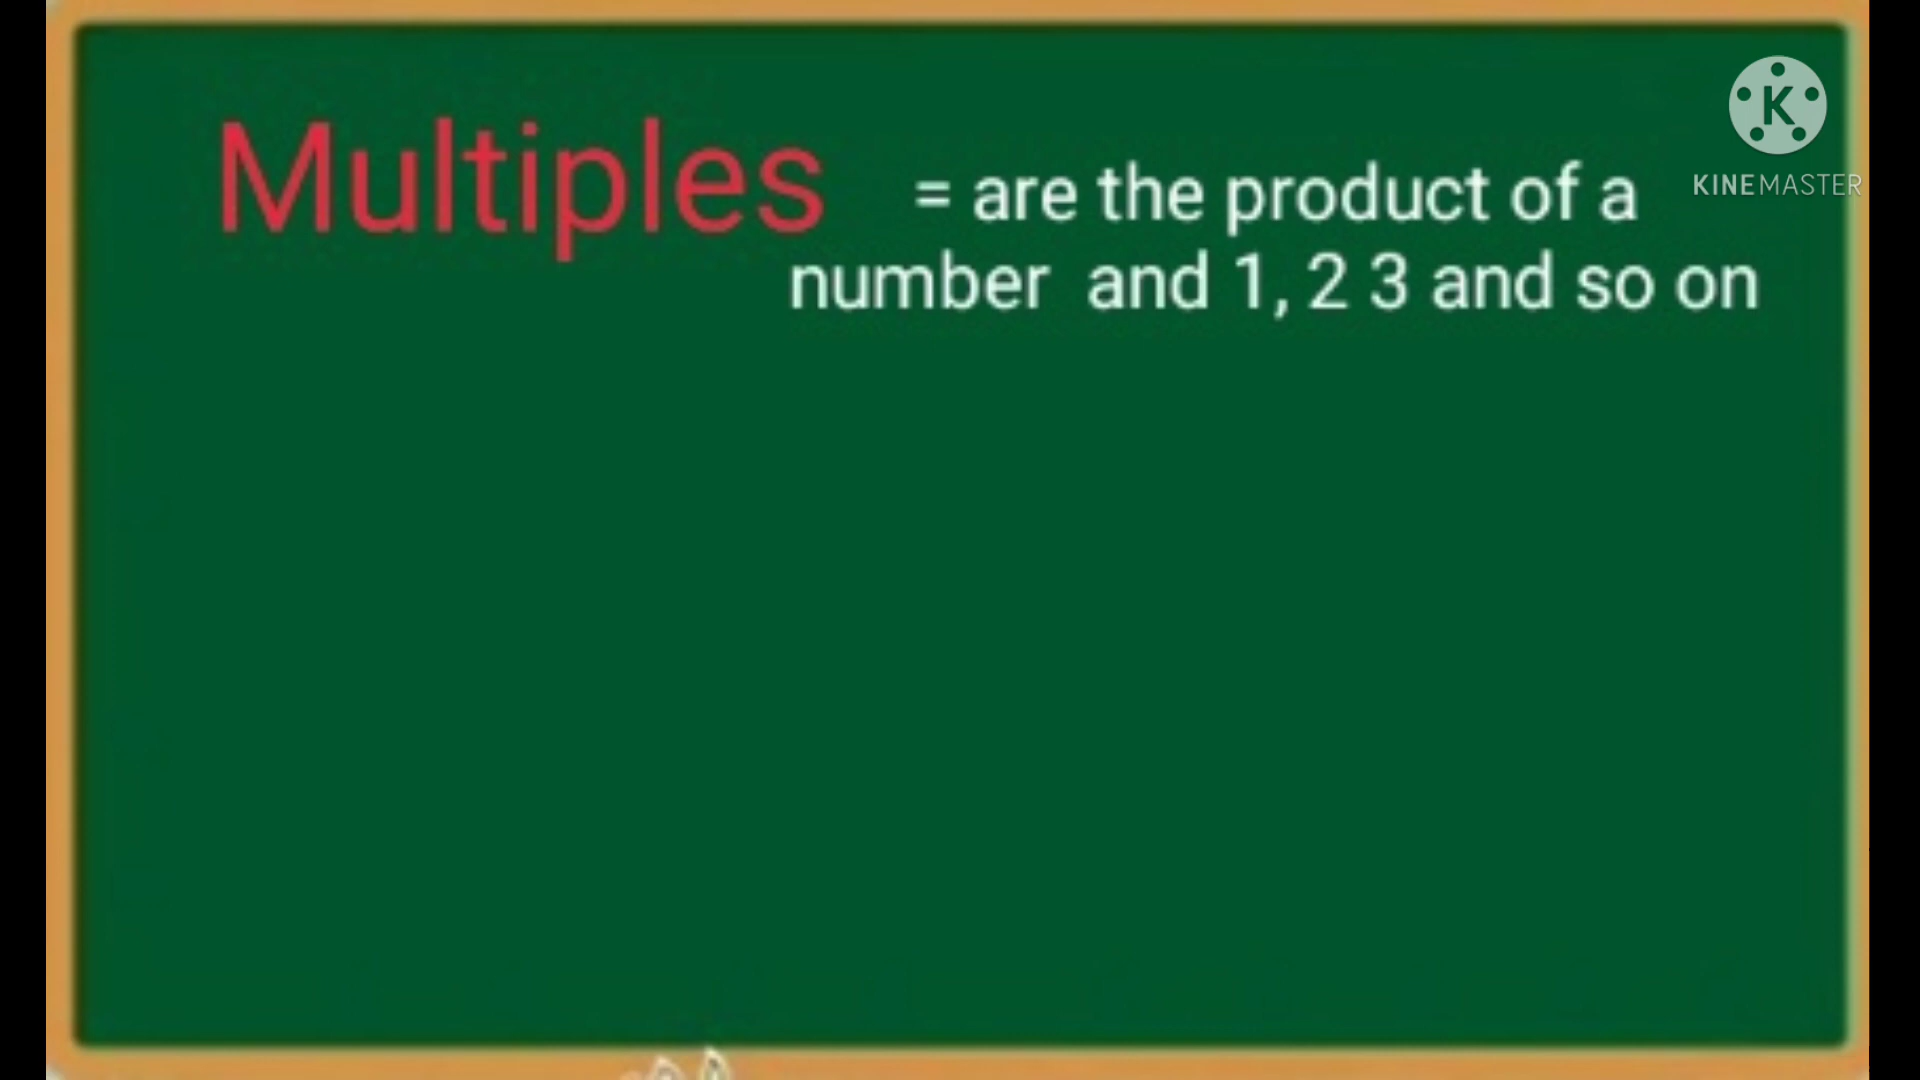 Multiples = are the product of a
number and 1, 2 3 and so on
K
KINEMASTER